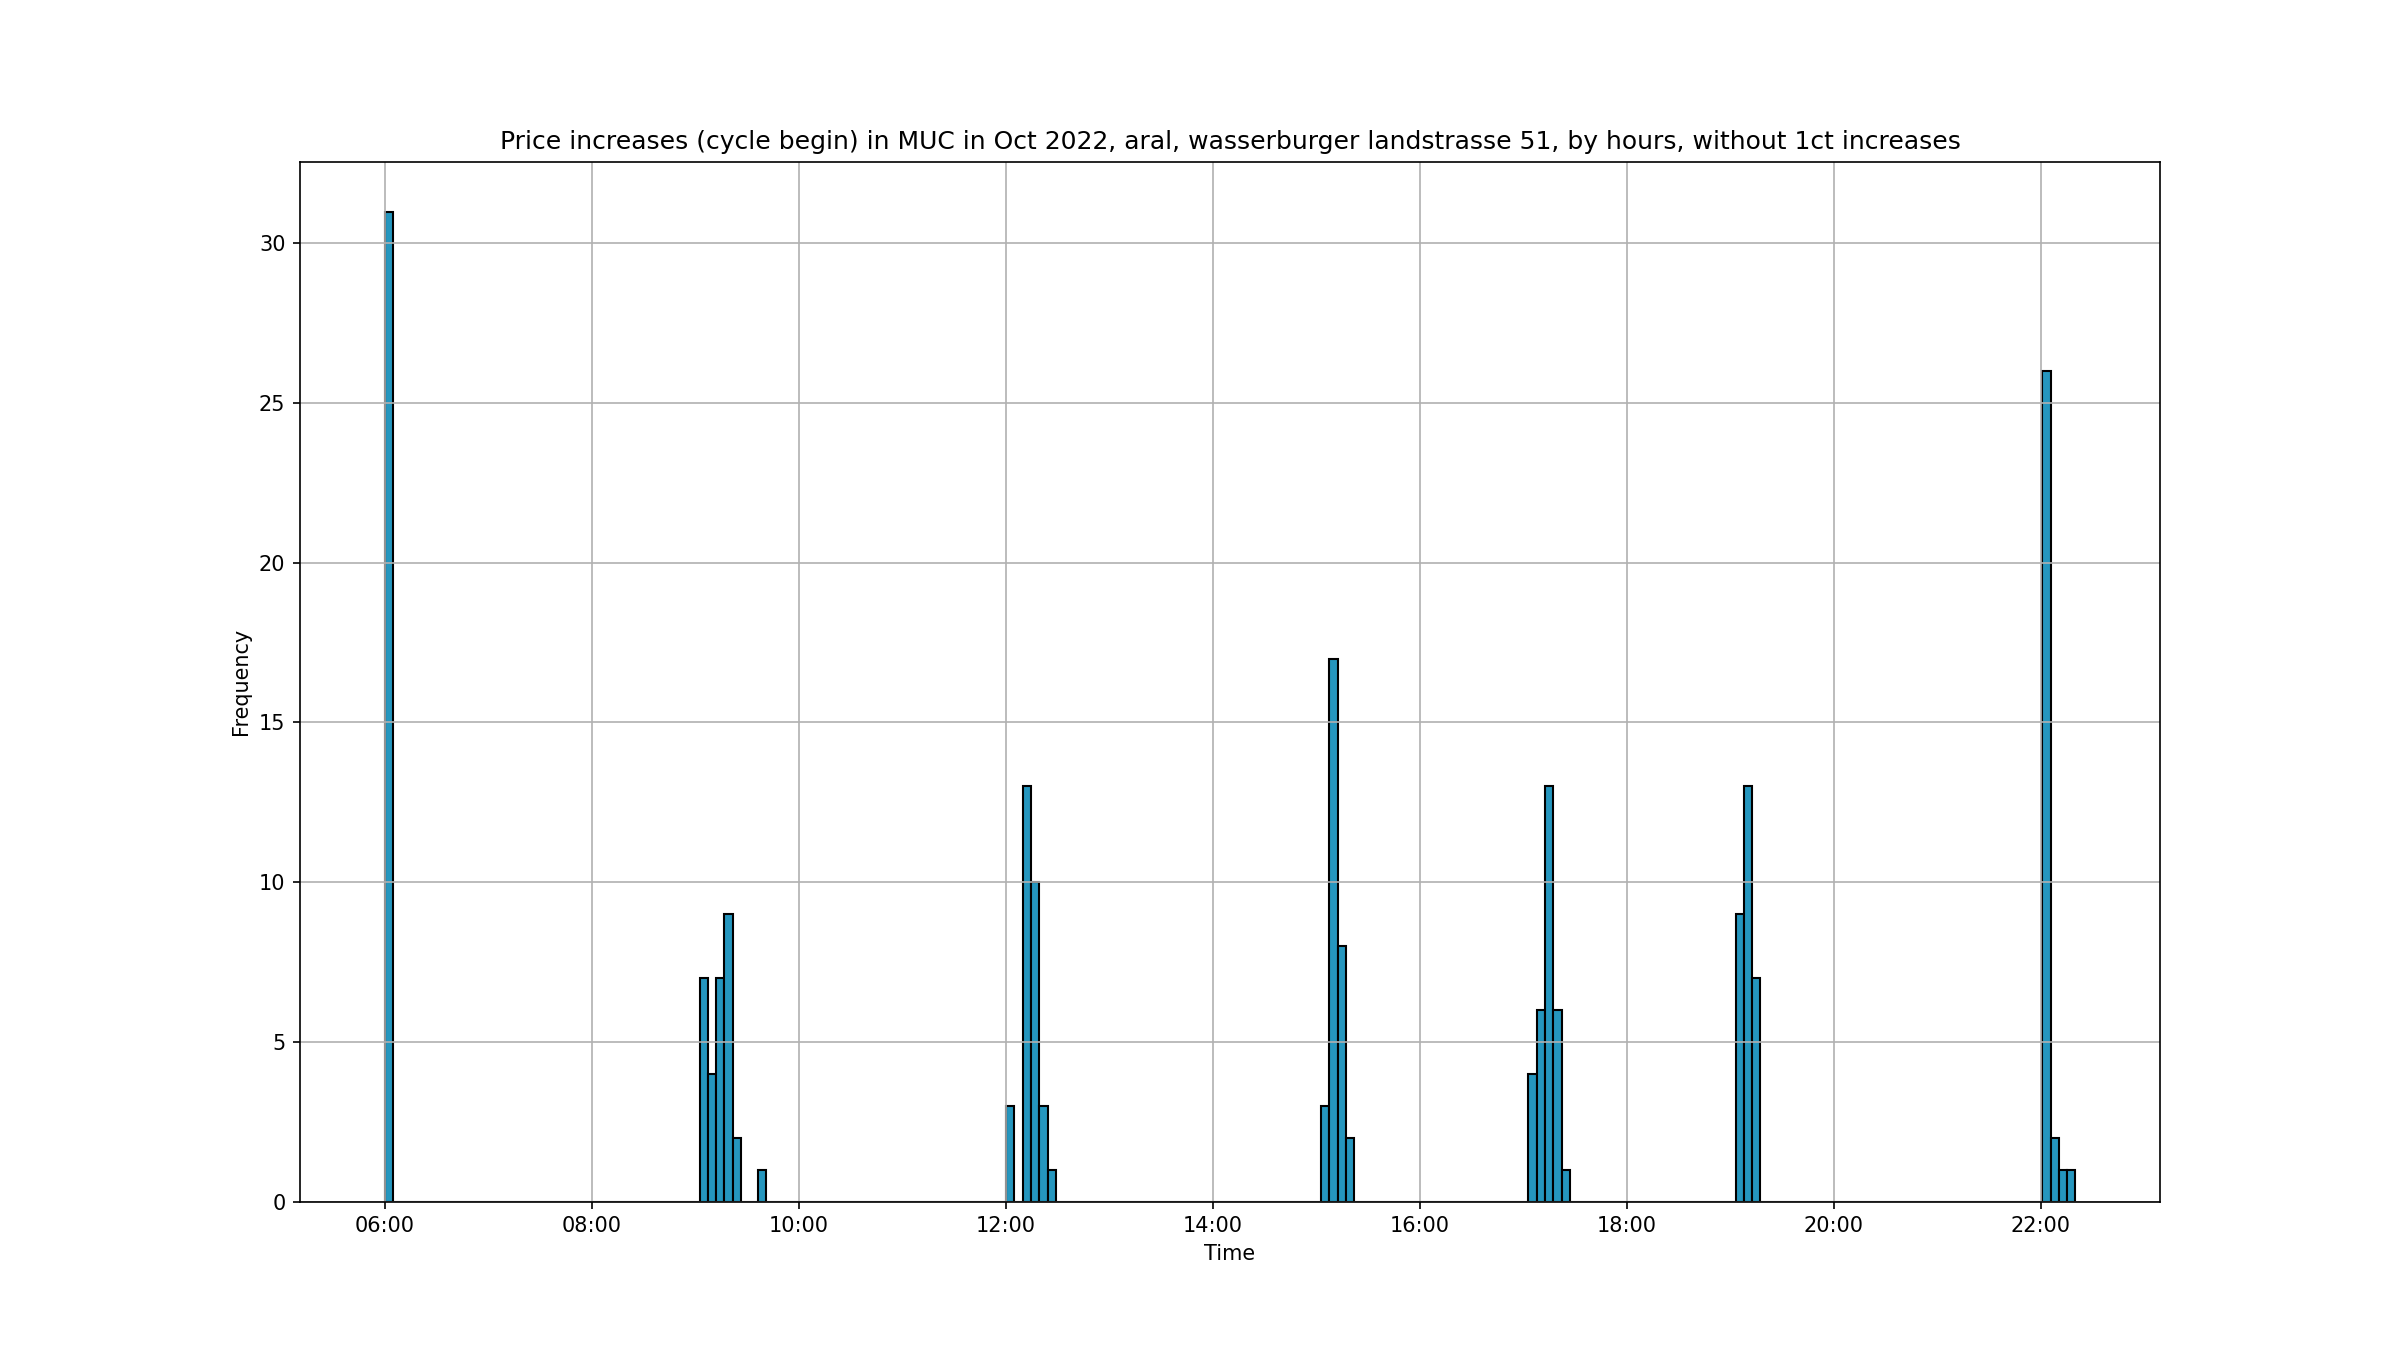 Price increases (cycle begin) in MUC in Oct 2022, aral, wasserburger landstrasse 51, by hours, without 1ct increases
30
25
20
15
10
5
0
Frequency
06:00 08:00 10:00 12:00 14:00 16:00 18:00 20:00 22:00
Time